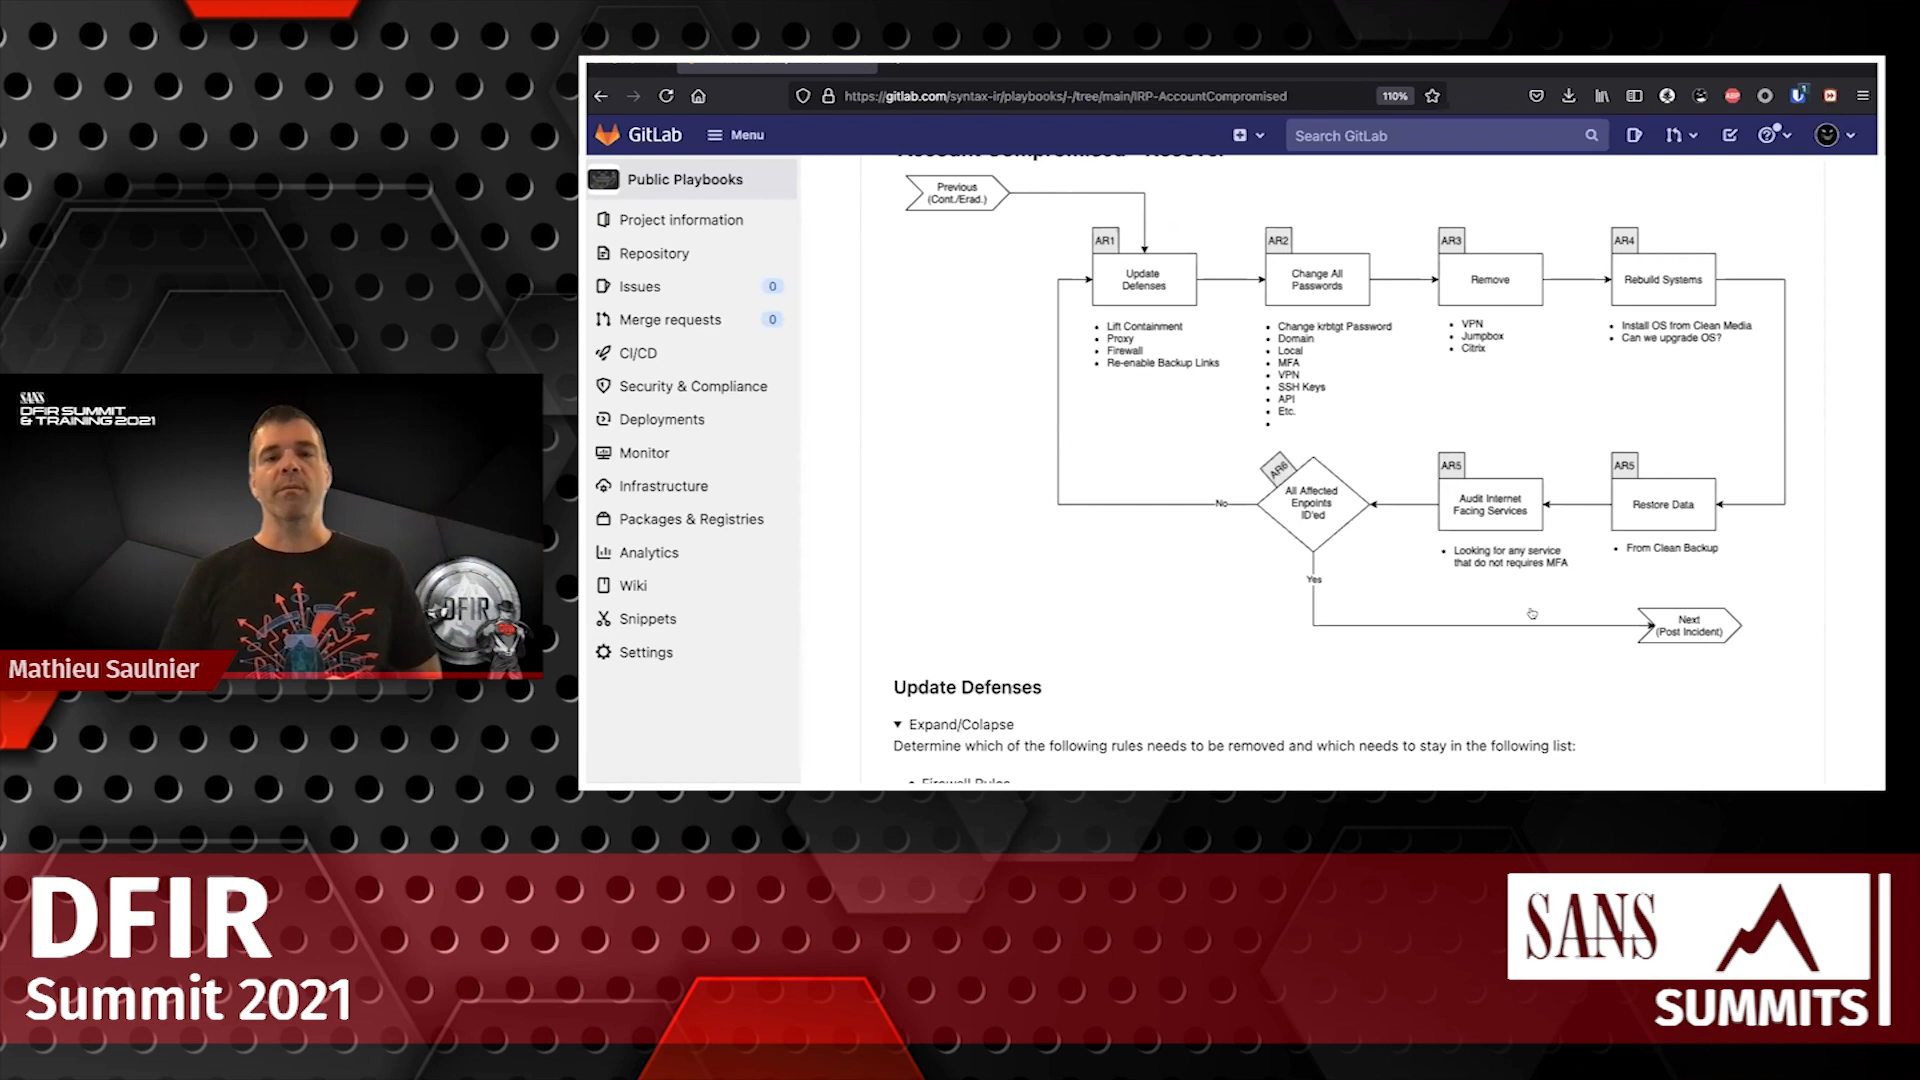 https://gitlab.com/syntax-ir/playbooks/-/tree/main/IRP-AccountCompromised
110%
GitLab
Menu
Search GitLab
1
Public Playbooks
Project information
Repository
Issues
0
Merge requests
0
CI/CD
Security & Compliance
Deployments
Monitor
Infrastructure
Packages & Registries
Analytics
Wiki
Snippets
Settings
Account Compromised - Recover
Previous
(Cont./Erad.)
AR1
Update
Defenses
• Lift Containment
• Proxy
• Firewall
• Re-enable Backup Links
AR2
Change All
Passwords
• Change krbtgt Password
• Domain
• Local
• MFA
• VPN
• SSH Keys
• API
• Etc.
•
AR3
Remove
• VPN
• Jumpbox
• Citrix
AR4
Rebuild Systems
• Install OS from Clean Media
• Can we upgrade OS?
AR5
Restore Data
• From Clean Backup
AR5
Audit Internet
Facing Services
• Looking for any service
that do not requires MFA
AR6
All Affected
Enpoints
ID'ed
No
Yes
Next
(Post Incident)
Update Defenses
▼ Expand/Colapse
Determine which of the following rules needs to be removed and which needs to stay in the following list:
• Firewall Rules
SANS
DFIR SUMMIT
& TRAINING 2021
DFIR
Mathieu Saulnier
DFIR
Summit 2021
SANS
SUMMITS